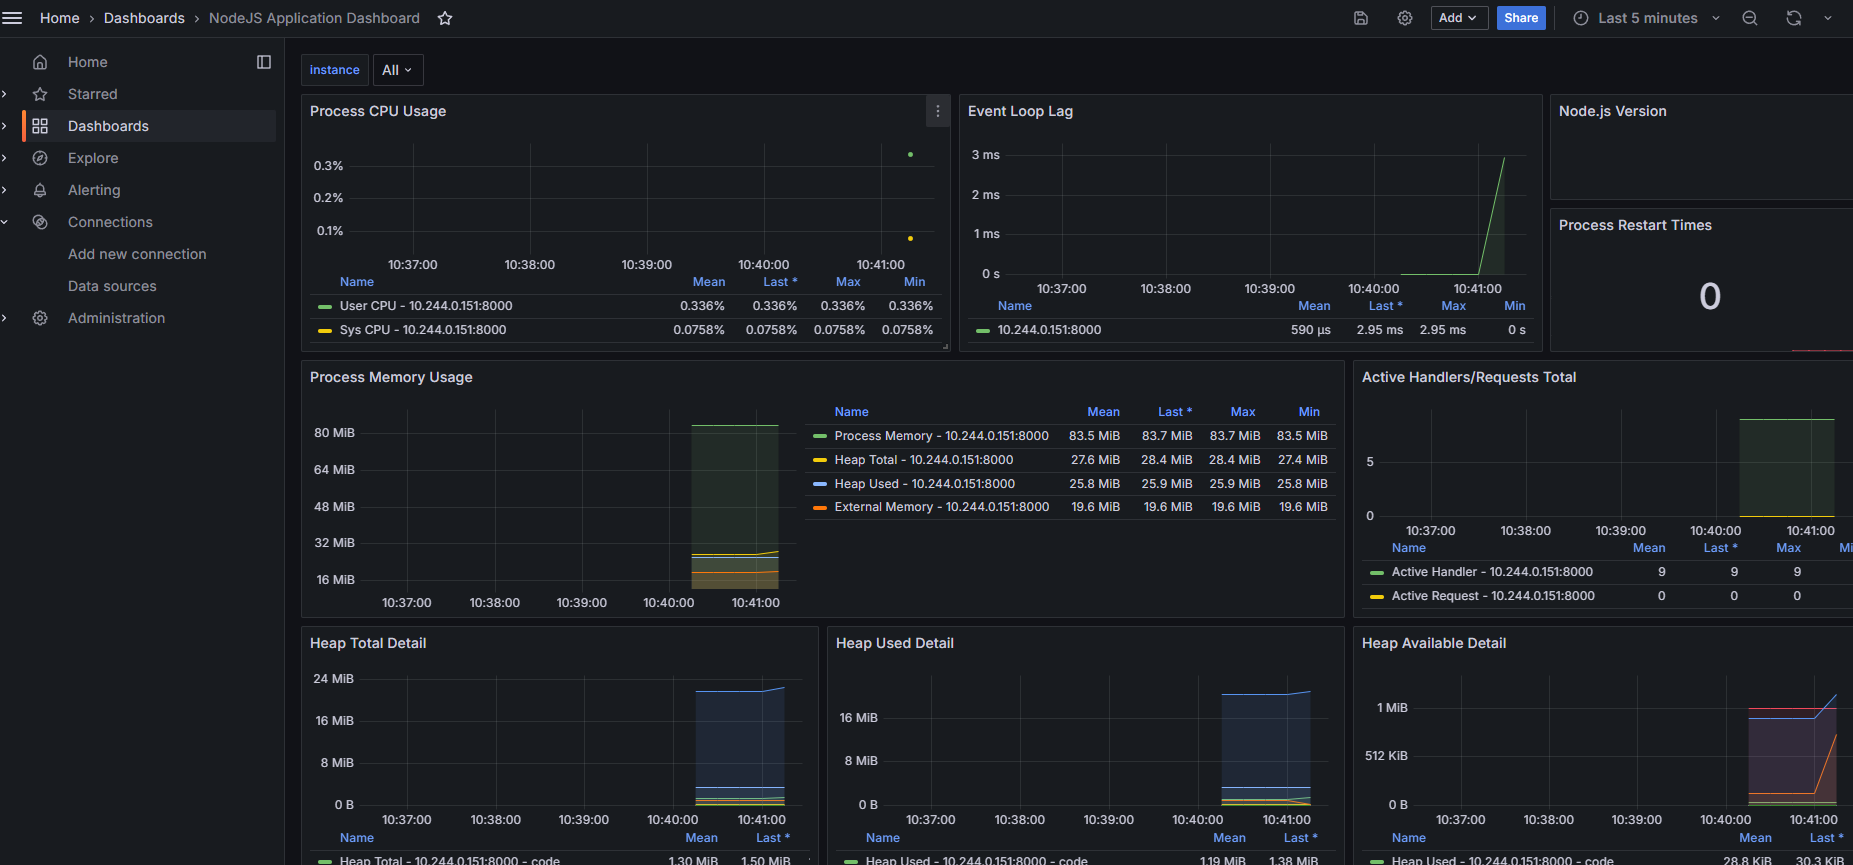 Home › Dashboards › NodeJS Application Dashboard
Add
Share
Last 5 minutes
Home
Starred
Dashboards
Explore
Alerting
Connections
Add new connection
Data sources
Administration
instance
All
Process CPU Usage
0.3%
0.2%
0.1%
10:37:00 10:38:00 10:39:00 10:40:00 10:41:00
Name Mean Last * Max Min
User CPU - 10.244.0.151:8000 0.336% 0.336% 0.336% 0.336%
Sys CPU - 10.244.0.151:8000 0.0758% 0.0758% 0.0758% 0.0758%
Event Loop Lag
3 ms
2 ms
1 ms
0 s
10:37:00 10:38:00 10:39:00 10:40:00 10:41:00
Name Mean Last * Max Min
10.244.0.151:8000 590 µs 2.95 ms 2.95 ms 0 s
Node.js Version
Process Restart Times
0
Process Memory Usage
80 MiB
64 MiB
48 MiB
32 MiB
16 MiB
10:37:00 10:38:00 10:39:00 10:40:00 10:41:00
Name Mean Last * Max Min
Process Memory - 10.244.0.151:8000 83.5 MiB 83.7 MiB 83.7 MiB 83.5 MiB
Heap Total - 10.244.0.151:8000 27.6 MiB 28.4 MiB 28.4 MiB 27.4 MiB
Heap Used - 10.244.0.151:8000 25.8 MiB 25.9 MiB 25.9 MiB 25.8 MiB
External Memory - 10.244.0.151:8000 19.6 MiB 19.6 MiB 19.6 MiB 19.6 MiB
Active Handlers/Requests Total
5
0
10:37:00 10:38:00 10:39:00 10:40:00 10:41:00
Name Mean Last * Max Mi
Active Handler - 10.244.0.151:8000 9 9 9
Active Request - 10.244.0.151:8000 0 0 0
Heap Total Detail
24 MiB
16 MiB
8 MiB
0 B
10:37:00 10:38:00 10:39:00 10:40:00 10:41:00
Name Mean Last *
Heap Total - 10.244.0.151:8000 - code 1.30 MiB 1.50 MiB
Heap Used Detail
16 MiB
8 MiB
0 B
10:37:00 10:38:00 10:39:00 10:40:00 10:41:00
Name Mean Last *
Heap Used - 10.244.0.151:8000 - code 1.19 MiB 1.38 MiB
Heap Available Detail
1 MiB
512 KiB
0 B
10:37:00 10:38:00 10:39:00 10:40:00 10:41:00
Name Mean Last *
Heap Used - 10.244.0.151:8000 - code 28.8 KiB 30.3 KiB